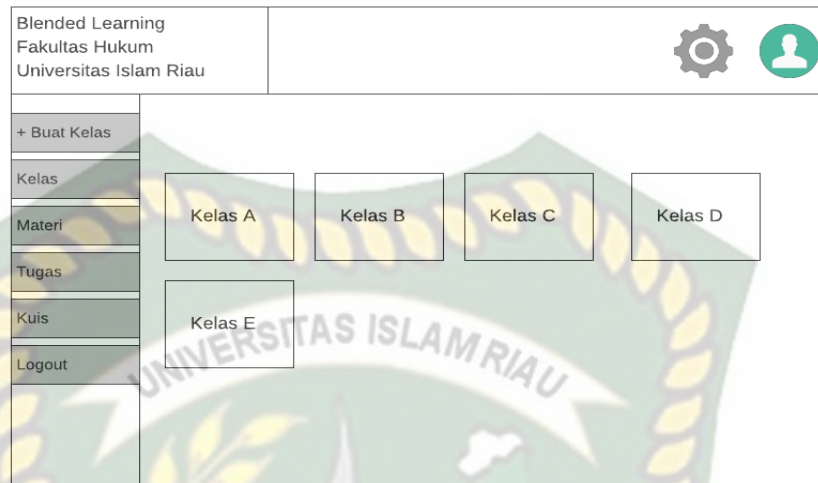 Blended Learning
Fakultas Hukum
Universitas Islam Riau
+ Buat Kelas
Kelas
Materi
Tugas
Kuis
Logout
Kelas A
Kelas B
Kelas C
Kelas D
Kelas E
UNIVERSITAS ISLAM RIAU